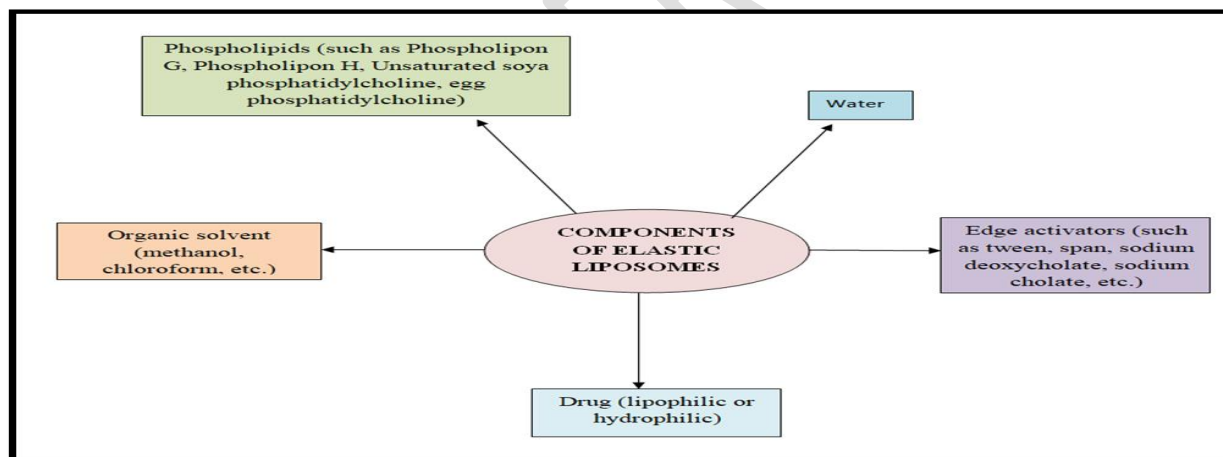 Phospholipids (such as Phospholipon
G, Phospholipon H, Unsaturated soya
phosphatidylcholine, egg
phosphatidylcholine)
Water
COMPONENTS
OF ELASTIC
LIPOSOMES
Organic solvent
(methanol,
chloroform, etc.)
Edge activators (such
as tween, span, sodium
deoxycholate, sodium
cholate, etc.)
Drug (lipophilic or
hydrophilic)